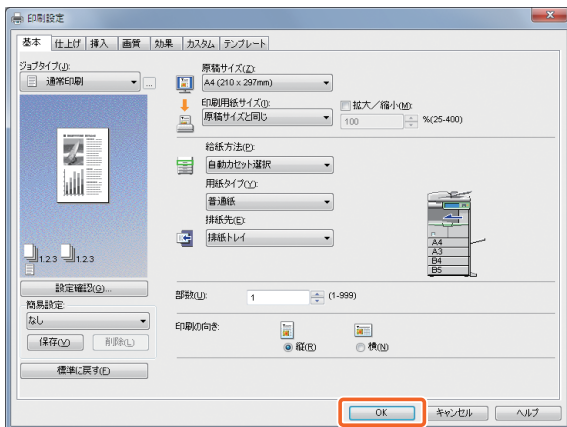 印刷設定
基本 仕上げ 挿入 画質 効果 カスタム テンプレート
ジョブタイプ(J):
通常印刷
...
原稿サイズ(Z):
A4 (210 x 297mm)
印刷用紙サイズ(I):
原稿サイズと同じ
拡大／縮小(M):
100 %(25-400)
給紙方法(P):
自動カセット選択
用紙タイプ(Y):
普通紙
排紙先(E):
排紙トレイ
A4
A3
B4
B5
1.2.3 1.2.3
設定確認(G)...
簡易設定:
なし
保存(V) 削除(L)
標準に戻す(F)
部数(U): 1 (1-999)
印刷の向き:
縦(R) 横(N)
OK キャンセル ヘルプ